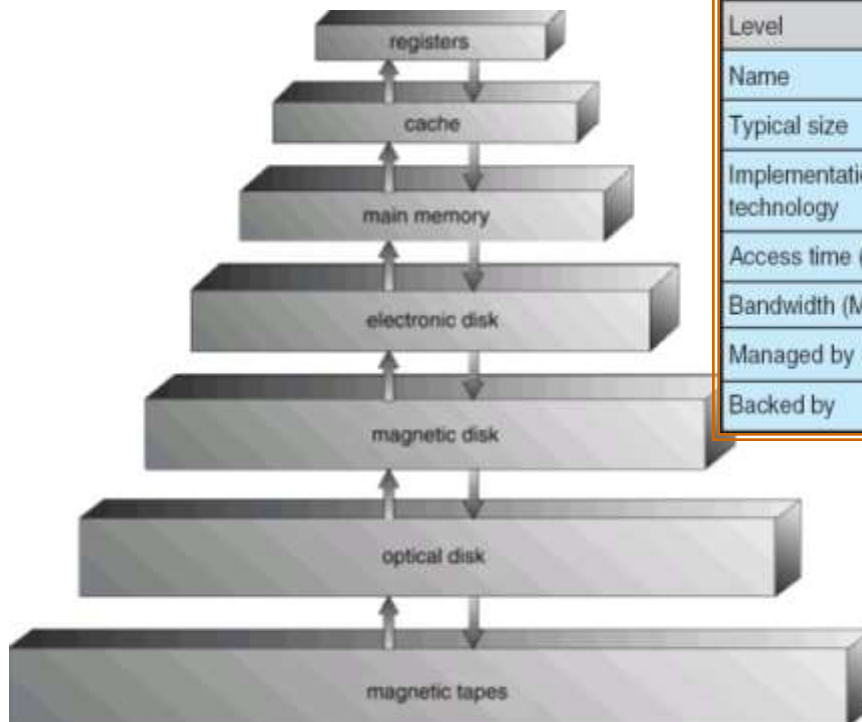 registers
cache
main memory
electronic disk
magnetic disk
optical disk
magnetic tapes
Level
Name
Typical size
Implementati
technology
Access time (
Bandwidth (M
Managed by
Backed by